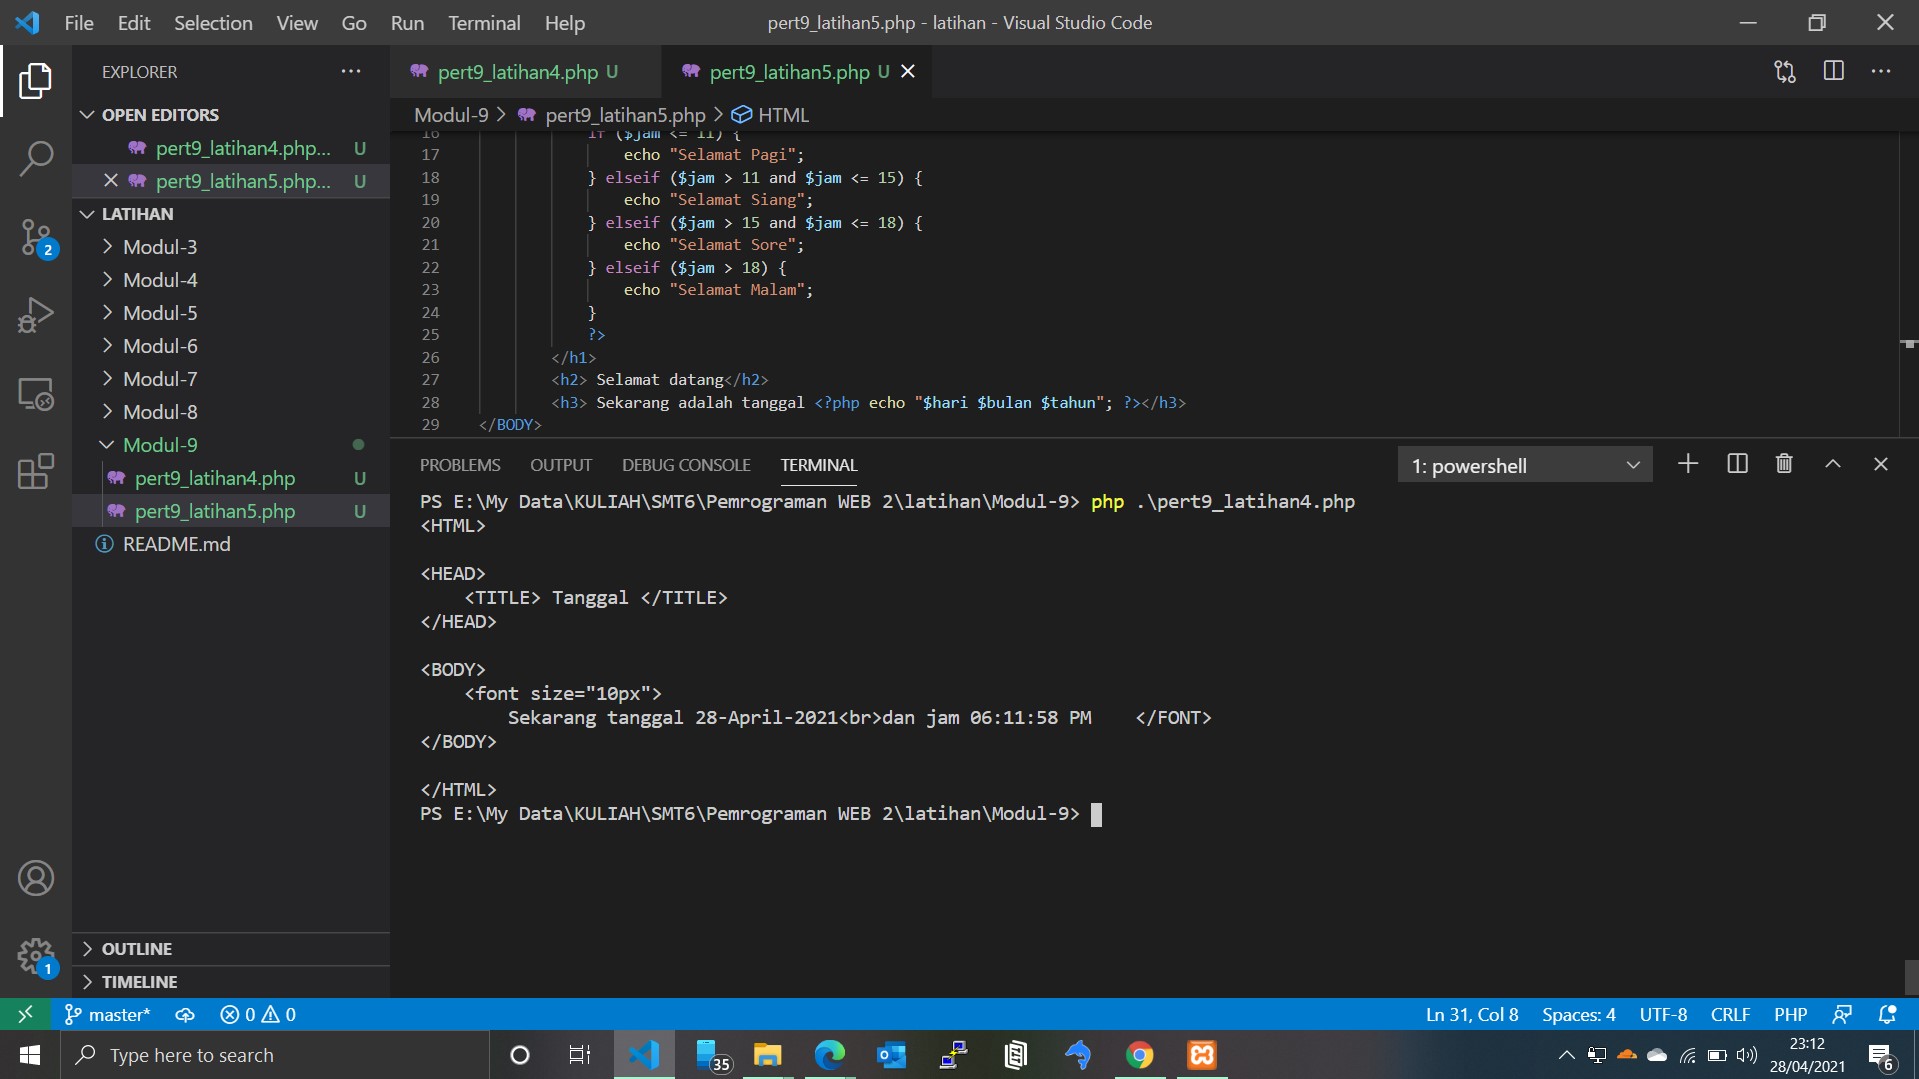 File Edit Selection View Go Run Terminal Help
pert9_latihan5.php - latihan - Visual Studio Code
EXPLORER
OPEN EDITORS
pert9_latihan4.php... U
pert9_latihan5.php... U
LATIHAN
Modul-3
Modul-4
Modul-5
Modul-6
Modul-7
Modul-8
Modul-9
pert9_latihan4.php U
pert9_latihan5.php U
README.md
OUTLINE
TIMELINE
2
1
pert9_latihan4.php U
pert9_latihan5.php U
Modul-9 > pert9_latihan5.php > HTML
16 if ($jam <= 11) {
17 echo "Selamat Pagi";
18 } elseif ($jam > 11 and $jam <= 15) {
19 echo "Selamat Siang";
20 } elseif ($jam > 15 and $jam <= 18) {
21 echo "Selamat Sore";
22 } elseif ($jam > 18) {
23 echo "Selamat Malam";
24 }
25 ?>
26 </h1>
27 <h2> Selamat datang</h2>
28 <h3> Sekarang adalah tanggal <?php echo "$hari $bulan $tahun"; ?></h3>
29 </BODY>
PROBLEMS OUTPUT DEBUG CONSOLE TERMINAL
1: powershell
PS E:\My Data\KULIAH\SMT6\Pemrograman WEB 2\latihan\Modul-9> php .\pert9_latihan4.php
<HTML>
<HEAD>
<TITLE> Tanggal </TITLE>
</HEAD>
<BODY>
<font size="10px">
Sekarang tanggal 28-April-2021<br>dan jam 06:11:58 PM </FONT>
</BODY>
</HTML>
PS E:\My Data\KULIAH\SMT6\Pemrograman WEB 2\latihan\Modul-9>
master* 0 0
Ln 31, Col 8 Spaces: 4 UTF-8 CRLF PHP
Type here to search
35
23:12
28/04/2021
6